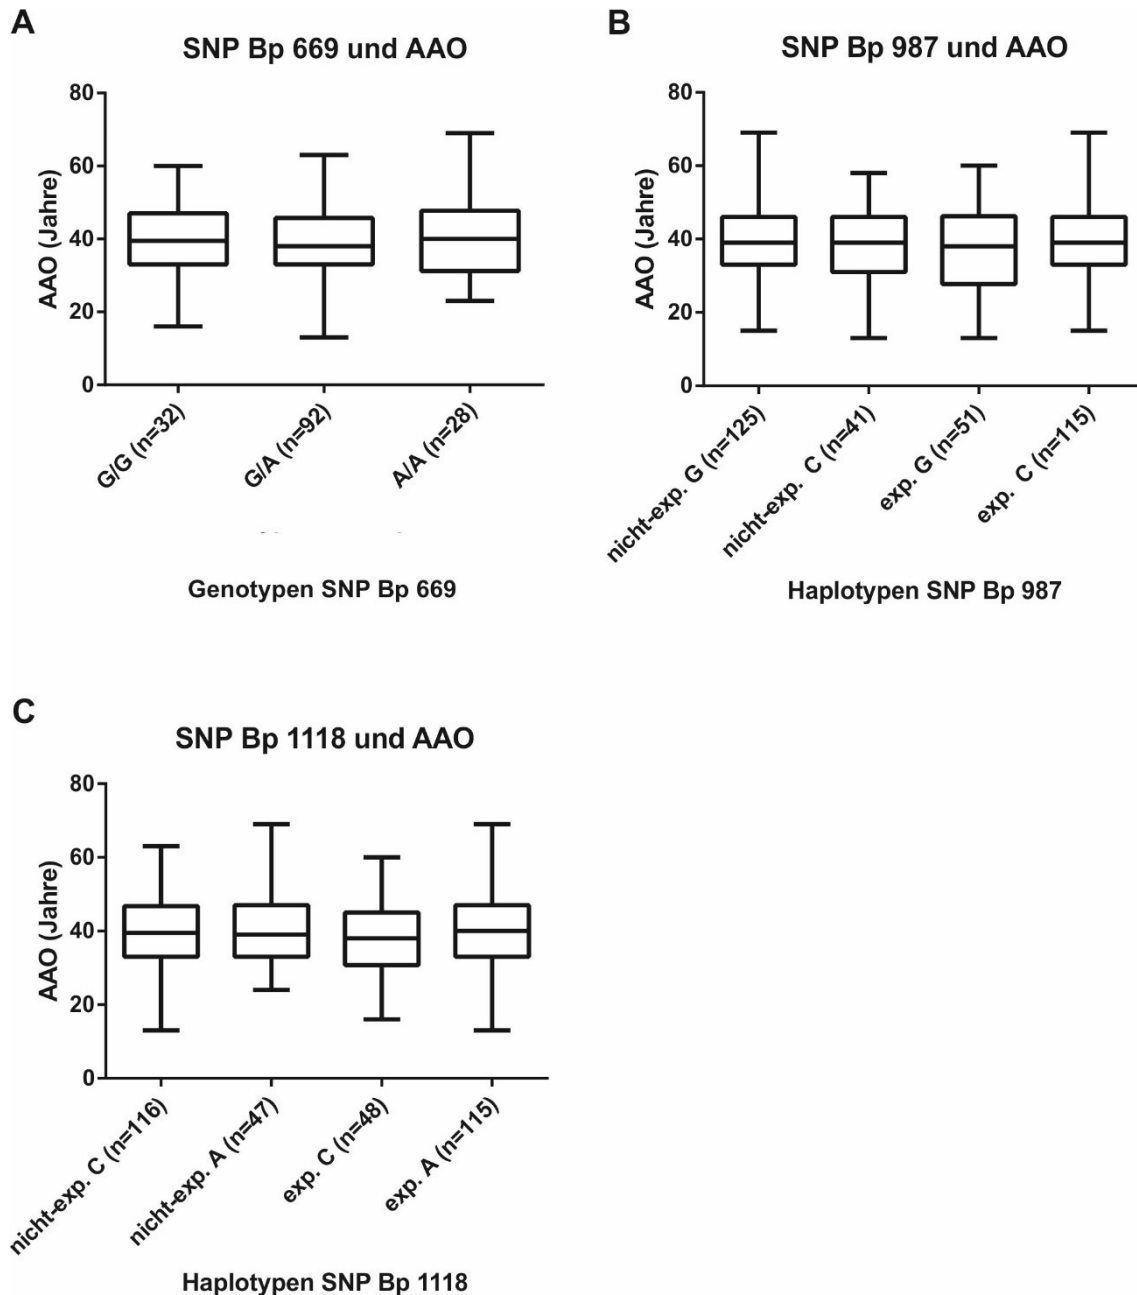 A
SNP Bp 669 und AAO
AAO (Jahre)
80
60
40
20
0
G/G (n=32)
G/A (n=92)
A/A (n=28)
Genotypen SNP Bp 669
B
SNP Bp 987 und AAO
AAO (Jahre)
80
60
40
20
0
nicht-exp. G (n=125)
nicht-exp. C (n=41)
exp. G (n=51)
exp. C (n=115)
Haplotypen SNP Bp 987
C
SNP Bp 1118 und AAO
AAO (Jahre)
80
60
40
20
0
nicht-exp. C (n=116)
nicht-exp. A (n=47)
exp. C (n=48)
exp. A (n=115)
Haplotypen SNP Bp 1118